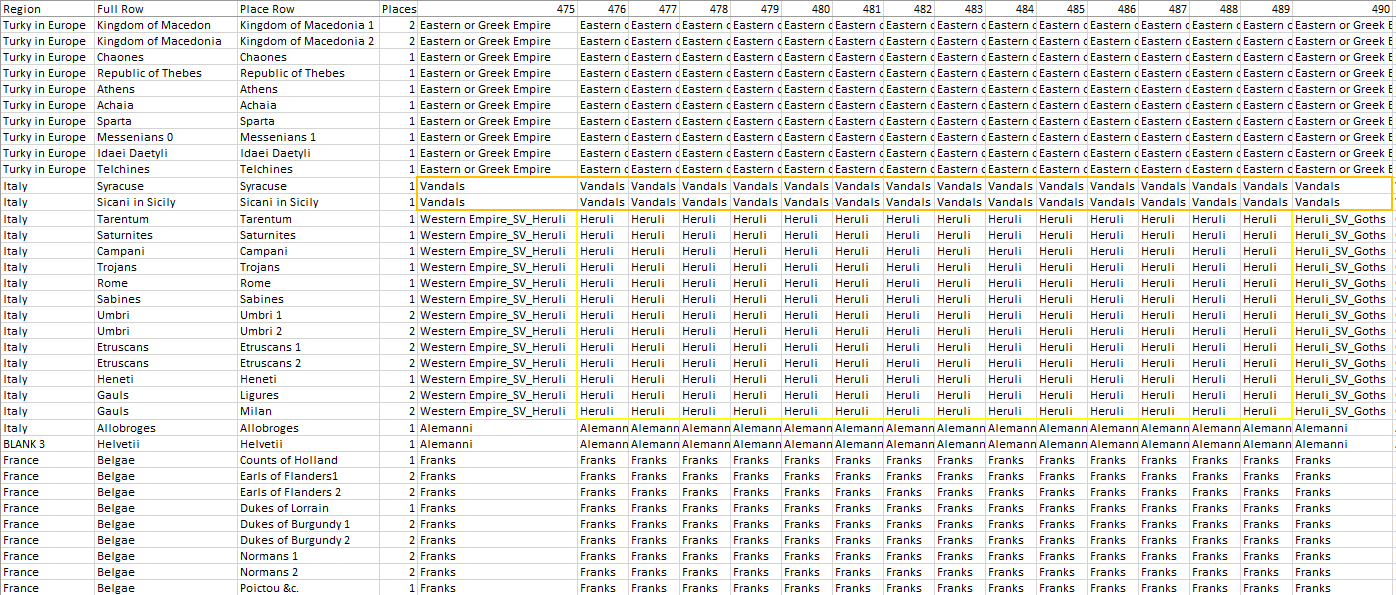 Region Full Row Place Row Places 475 476 477 478 479 480 481 482 483 484 485 486 487 488 489 490
Turky in Europe Kingdom of Macedon Kingdom of Macedonia 1 2 Eastern or Greek Empire Eastern c Eastern c Eastern c Eastern c Eastern c Eastern c Eastern c Eastern c Eastern c Eastern c Eastern c Eastern c Eastern c Eastern c Eastern or Greek E
Turky in Europe Kingdom of Macedonia Kingdom of Macedonia 2 2 Eastern or Greek Empire Eastern c Eastern c Eastern c Eastern c Eastern c Eastern c Eastern c Eastern c Eastern c Eastern c Eastern c Eastern c Eastern c Eastern c Eastern or Greek E
Turky in Europe Chaones Chaones 1 Eastern or Greek Empire Eastern c Eastern c Eastern c Eastern c Eastern c Eastern c Eastern c Eastern c Eastern c Eastern c Eastern c Eastern c Eastern c Eastern c Eastern or Greek E
Turky in Europe Republic of Thebes Republic of Thebes 1 Eastern or Greek Empire Eastern c Eastern c Eastern c Eastern c Eastern c Eastern c Eastern c Eastern c Eastern c Eastern c Eastern c Eastern c Eastern c Eastern c Eastern or Greek E
Turky in Europe Athens Athens 1 Eastern or Greek Empire Eastern c Eastern c Eastern c Eastern c Eastern c Eastern c Eastern c Eastern c Eastern c Eastern c Eastern c Eastern c Eastern c Eastern c Eastern or Greek E
Turky in Europe Achaia Achaia 1 Eastern or Greek Empire Eastern c Eastern c Eastern c Eastern c Eastern c Eastern c Eastern c Eastern c Eastern c Eastern c Eastern c Eastern c Eastern c Eastern c Eastern or Greek E
Turky in Europe Sparta Sparta 1 Eastern or Greek Empire Eastern c Eastern c Eastern c Eastern c Eastern c Eastern c Eastern c Eastern c Eastern c Eastern c Eastern c Eastern c Eastern c Eastern c Eastern or Greek E
Turky in Europe Messenians 0 Messenians 1 1 Eastern or Greek Empire Eastern c Eastern c Eastern c Eastern c Eastern c Eastern c Eastern c Eastern c Eastern c Eastern c Eastern c Eastern c Eastern c Eastern c Eastern or Greek E
Turky in Europe Idaei Daetyli Idaei Daetyli 1 Eastern or Greek Empire Eastern c Eastern c Eastern c Eastern c Eastern c Eastern c Eastern c Eastern c Eastern c Eastern c Eastern c Eastern c Eastern c Eastern c Eastern or Greek E
Turky in Europe Telchines Telchines 1 Eastern or Greek Empire Eastern c Eastern c Eastern c Eastern c Eastern c Eastern c Eastern c Eastern c Eastern c Eastern c Eastern c Eastern c Eastern c Eastern c Eastern or Greek E
Italy Syracuse Syracuse 1 Vandals Vandals Vandals Vandals Vandals Vandals Vandals Vandals Vandals Vandals Vandals Vandals Vandals Vandals Vandals Vandals
Italy Sicani in Sicily Sicani in Sicily 1 Vandals Vandals Vandals Vandals Vandals Vandals Vandals Vandals Vandals Vandals Vandals Vandals Vandals Vandals Vandals Vandals
Italy Tarentum Tarentum 1 Western Empire_SV_Heruli Heruli Heruli Heruli Heruli Heruli Heruli Heruli Heruli Heruli Heruli Heruli Heruli Heruli Heruli Heruli_SV_Goths
Italy Saturnites Saturnites 1 Western Empire_SV_Heruli Heruli Heruli Heruli Heruli Heruli Heruli Heruli Heruli Heruli Heruli Heruli Heruli Heruli Heruli Heruli_SV_Goths
Italy Campani Campani 1 Western Empire_SV_Heruli Heruli Heruli Heruli Heruli Heruli Heruli Heruli Heruli Heruli Heruli Heruli Heruli Heruli Heruli Heruli_SV_Goths
Italy Trojans Trojans 1 Western Empire_SV_Heruli Heruli Heruli Heruli Heruli Heruli Heruli Heruli Heruli Heruli Heruli Heruli Heruli Heruli Heruli Heruli_SV_Goths
Italy Rome Rome 1 Western Empire_SV_Heruli Heruli Heruli Heruli Heruli Heruli Heruli Heruli Heruli Heruli Heruli Heruli Heruli Heruli Heruli Heruli_SV_Goths
Italy Sabines Sabines 1 Western Empire_SV_Heruli Heruli Heruli Heruli Heruli Heruli Heruli Heruli Heruli Heruli Heruli Heruli Heruli Heruli Heruli Heruli_SV_Goths
Italy Umbri Umbri 1 2 Western Empire_SV_Heruli Heruli Heruli Heruli Heruli Heruli Heruli Heruli Heruli Heruli Heruli Heruli Heruli Heruli Heruli Heruli_SV_Goths
Italy Umbri Umbri 2 2 Western Empire_SV_Heruli Heruli Heruli Heruli Heruli Heruli Heruli Heruli Heruli Heruli Heruli Heruli Heruli Heruli Heruli Heruli_SV_Goths
Italy Etruscans Etruscans 1 2 Western Empire_SV_Heruli Heruli Heruli Heruli Heruli Heruli Heruli Heruli Heruli Heruli Heruli Heruli Heruli Heruli Heruli Heruli_SV_Goths
Italy Etruscans Etruscans 2 2 Western Empire_SV_Heruli Heruli Heruli Heruli Heruli Heruli Heruli Heruli Heruli Heruli Heruli Heruli Heruli Heruli Heruli Heruli_SV_Goths
Italy Heneti Heneti 1 Western Empire_SV_Heruli Heruli Heruli Heruli Heruli Heruli Heruli Heruli Heruli Heruli Heruli Heruli Heruli Heruli Heruli Heruli_SV_Goths
Italy Gauls Ligures 2 Western Empire_SV_Heruli Heruli Heruli Heruli Heruli Heruli Heruli Heruli Heruli Heruli Heruli Heruli Heruli Heruli Heruli Heruli_SV_Goths
Italy Gauls Milan 2 Western Empire_SV_Heruli Heruli Heruli Heruli Heruli Heruli Heruli Heruli Heruli Heruli Heruli Heruli Heruli Heruli Heruli Heruli_SV_Goths
Italy Allobroges Allobroges 1 Alemanni Alemann Alemann Alemann Alemann Alemann Alemann Alemann Alemann Alemann Alemann Alemann Alemann Alemann Alemann Alemanni
BLANK 3 Helvetii Helvetii 1 Alemanni Alemann Alemann Alemann Alemann Alemann Alemann Alemann Alemann Alemann Alemann Alemann Alemann Alemann Alemann Alemanni
France Belgae Counts of Holland 1 Franks Franks Franks Franks Franks Franks Franks Franks Franks Franks Franks Franks Franks Franks Franks Franks
France Belgae Earls of Flanders1 2 Franks Franks Franks Franks Franks Franks Franks Franks Franks Franks Franks Franks Franks Franks Franks Franks
France Belgae Earls of Flanders 2 2 Franks Franks Franks Franks Franks Franks Franks Franks Franks Franks Franks Franks Franks Franks Franks Franks
France Belgae Dukes of Lorrain 1 Franks Franks Franks Franks Franks Franks Franks Franks Franks Franks Franks Franks Franks Franks Franks Franks
France Belgae Dukes of Burgundy 1 2 Franks Franks Franks Franks Franks Franks Franks Franks Franks Franks Franks Franks Franks Franks Franks Franks
France Belgae Dukes of Burgundy 2 2 Franks Franks Franks Franks Franks Franks Franks Franks Franks Franks Franks Franks Franks Franks Franks Franks
France Belgae Normans 1 2 Franks Franks Franks Franks Franks Franks Franks Franks Franks Franks Franks Franks Franks Franks Franks Franks
France Belgae Normans 2 2 Franks Franks Franks Franks Franks Franks Franks Franks Franks Franks Franks Franks Franks Franks Franks Franks
France Belgae Poictou &c. 1 Franks Franks Franks Franks Franks Franks Franks Franks Franks Franks Franks Franks Franks Franks Franks Franks